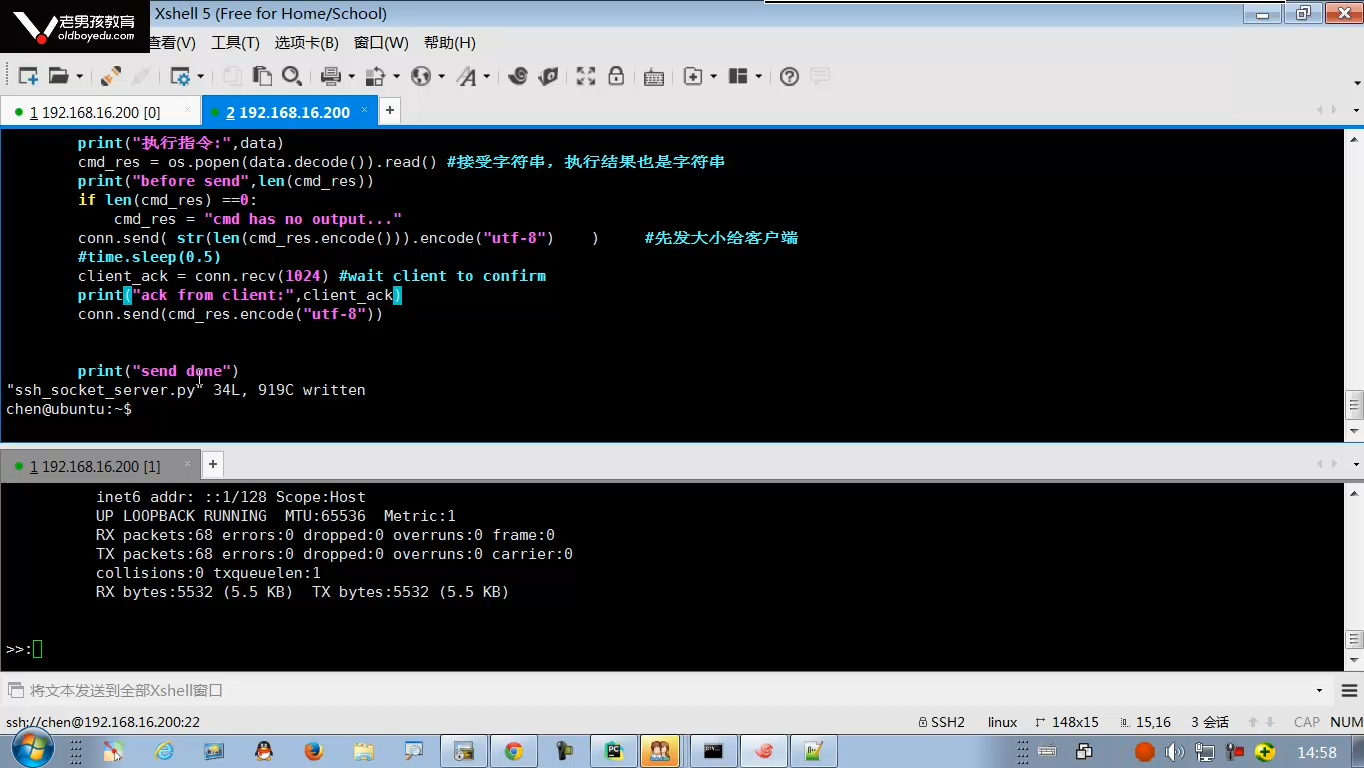 老男孩教育
oldboyedu.com
Xshell 5 (Free for Home/School)
查看(V) 工具(T) 选项卡(B) 窗口(W) 帮助(H)
1 192.168.16.200 [0]
2 192.168.16.200
+
print("执行指令:",data)
cmd_res = os.popen(data.decode()).read() #接受字符串，执行结果也是字符串
print("before send",len(cmd_res))
if len(cmd_res) ==0:
cmd_res = "cmd has no output..."
conn.send( str(len(cmd_res.encode())).encode("utf-8")    )     #先发大小给客户端
#time.sleep(0.5)
client_ack = conn.recv(1024) #wait client to confirm
print("ack from client:",client_ack)
conn.send(cmd_res.encode("utf-8"))
print("send done")
"ssh_socket_server.py" 34L, 919C written
chen@ubuntu:~$
1 192.168.16.200 [1]
+
inet6 addr: ::1/128 Scope:Host
UP LOOPBACK RUNNING  MTU:65536  Metric:1
RX packets:68 errors:0 dropped:0 overruns:0 frame:0
TX packets:68 errors:0 dropped:0 overruns:0 carrier:0
collisions:0 txqueuelen:1
RX bytes:5532 (5.5 KB)  TX bytes:5532 (5.5 KB)
>>:
将文本发送到全部Xshell窗口
ssh://chen@192.168.16.200:22
SSH2 linux 148x15 15,16 3 会话 CAP NUM
14:58